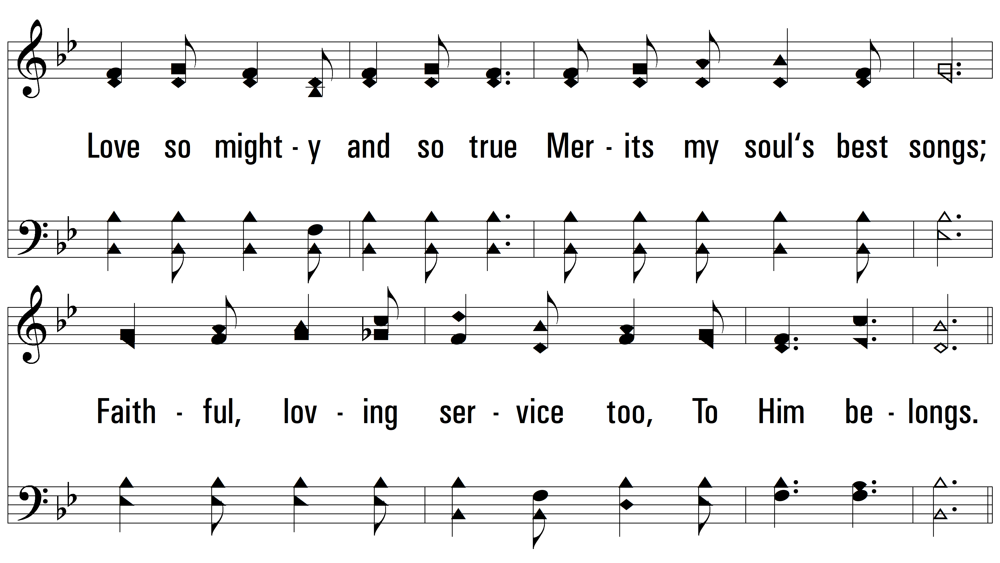 Love so might - y and so true Mer - its my soul‘s best songs;
Faith - ful, lov - ing ser - vice too, To Him be - longs.